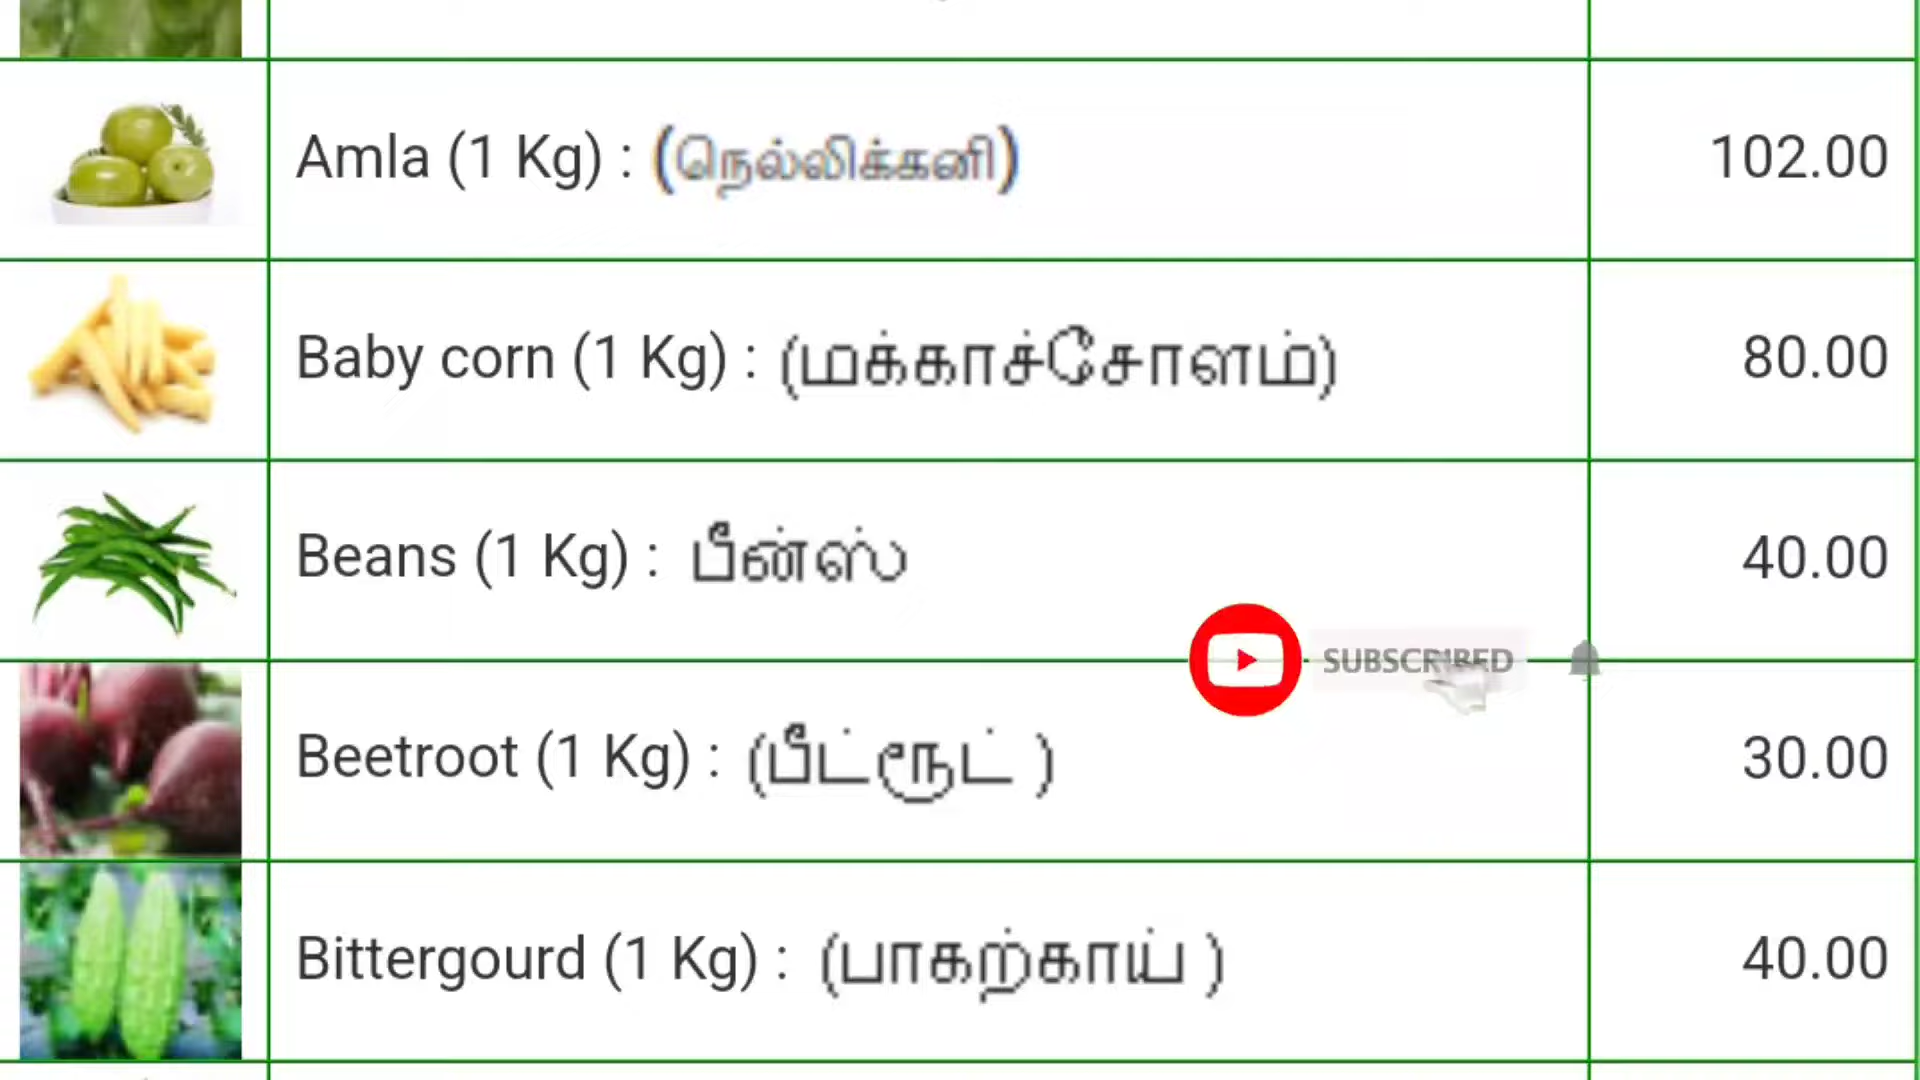 Amla (1 Kg) : (நெல்லிக்கனி) 102.00
Baby corn (1 Kg) : (மக்காச்சோளம்) 80.00
Beans (1 Kg) : பீன்ஸ் 40.00
SUBSCRIBED
Beetroot (1 Kg) : (பீட்ரூட் ) 30.00
Bittergourd (1 Kg) : (பாகற்காய் ) 40.00